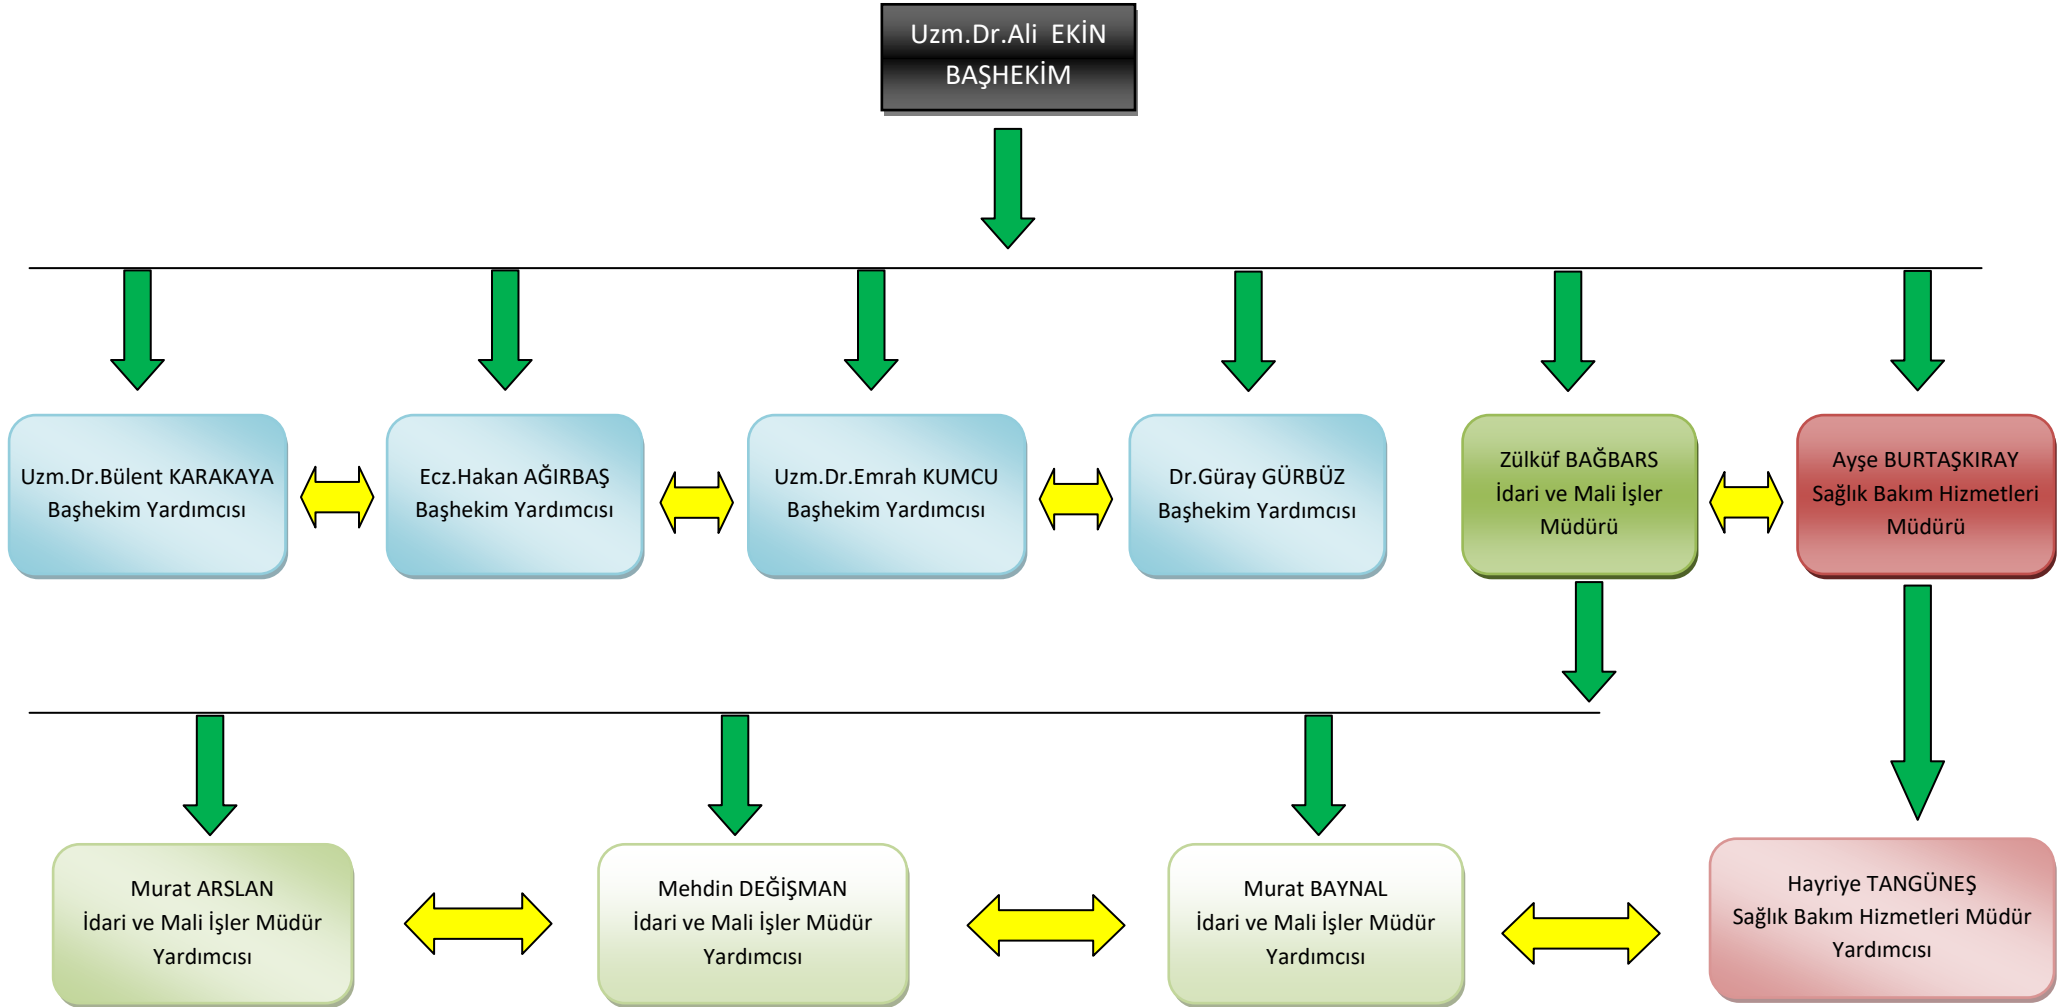 Uzm.Dr.Ali EKİN
BAŞHEKİM
Uzm.Dr.Bülent KARAKAYA
Başhekim Yardımcısı
Ecz.Hakan AĞIRBAŞ
Başhekim Yardımcısı
Uzm.Dr.Emrah KUMCU
Başhekim Yardımcısı
Dr.Güray GÜRBÜZ
Başhekim Yardımcısı
Zülküf BAĞBARS
İdari ve Mali İşler
Müdürü
Ayşe BURTAŞKIRAY
Sağlık Bakım Hizmetleri
Müdürü
Murat ARSLAN
İdari ve Mali İşler Müdür
Yardımcısı
Mehdin DEĞİŞMAN
İdari ve Mali İşler Müdür
Yardımcısı
Murat BAYNAL
İdari ve Mali İşler Müdür
Yardımcısı
Hayriye TANGÜNEŞ
Sağlık Bakım Hizmetleri Müdür
Yardımcısı